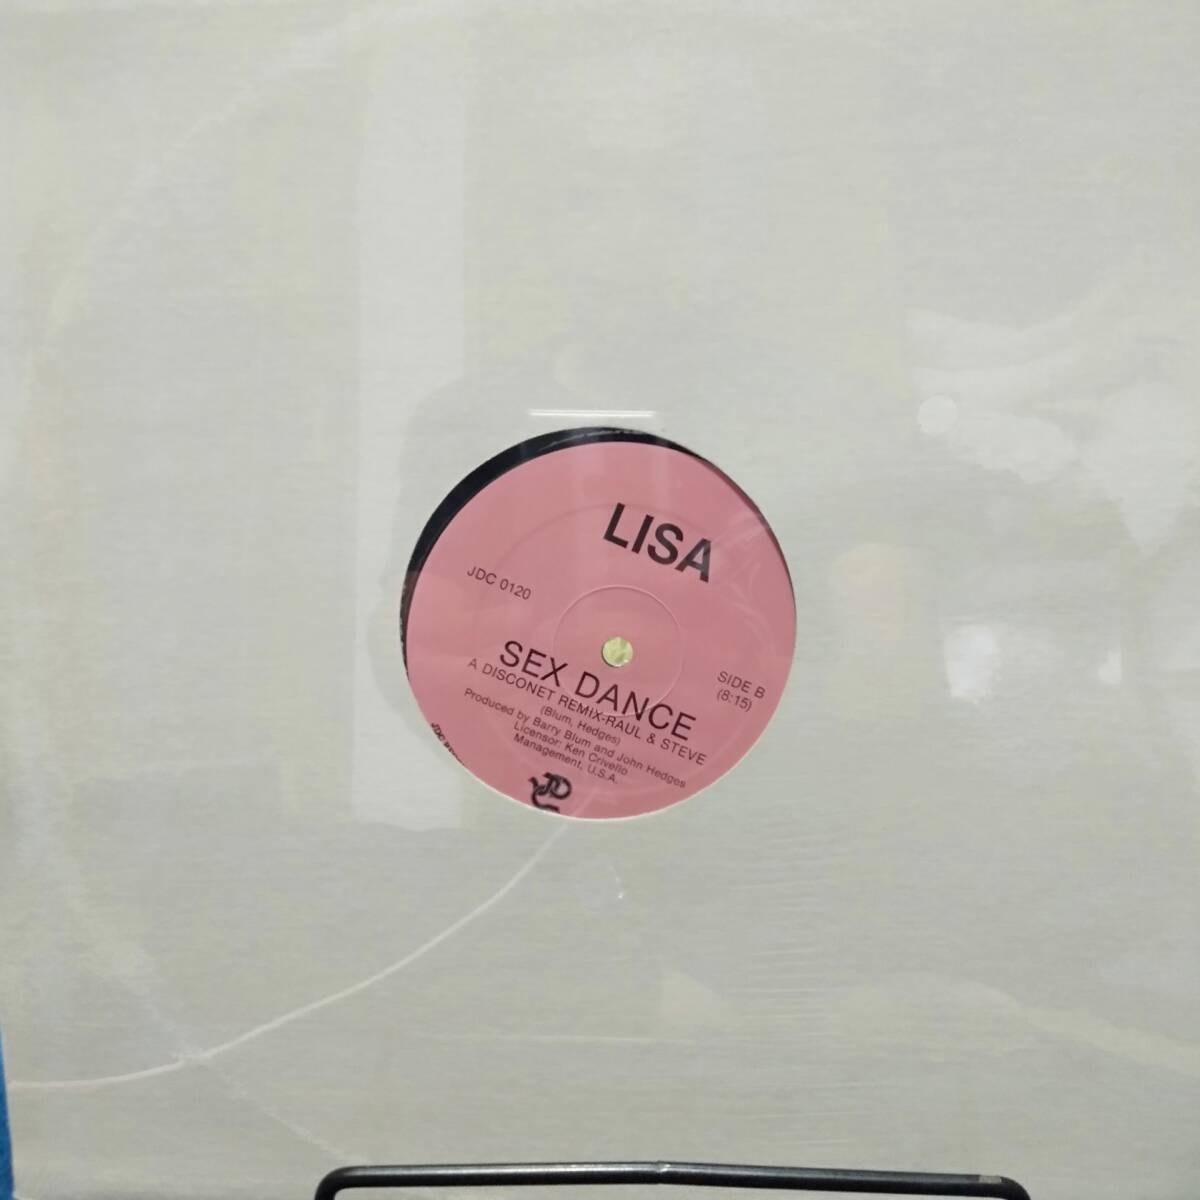 LISA
JDC 0120
SIDE B
(8:15)
SEX DANCE
A DISCONET REMIX-RAUL & STEVE
(Blum, Hedges)
Produced by Barry Blum and John Hedges
Licensor: Ken Crivello
Management, U.S.A.
JDC